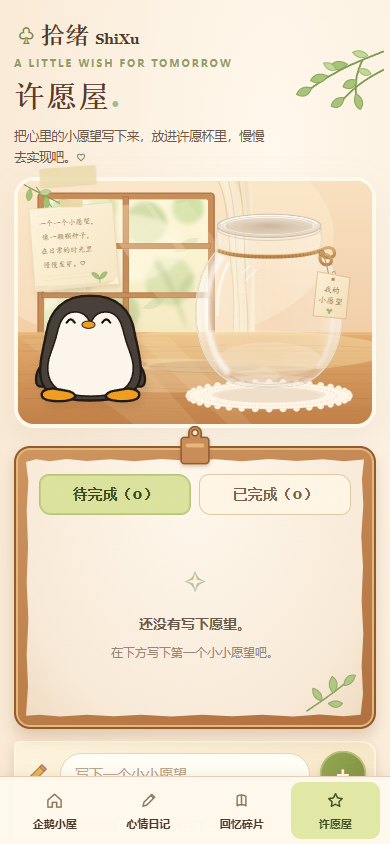 拾绪 ShiXu
A LITTLE WISH FOR TOMORROW
许愿屋
把心里的小愿望写下来，放进许愿杯里，慢慢
去实现吧。♡
一个一个小愿望，
像一颗颗种子，
在日常的时光里
慢慢发芽。♡
我的
小愿望
待完成（0）
已完成（0）
还没有写下愿望。
在下方写下第一个小小愿望吧。
写下一个小小愿望
企鹅小屋
心情日记
回忆碎片
许愿屋